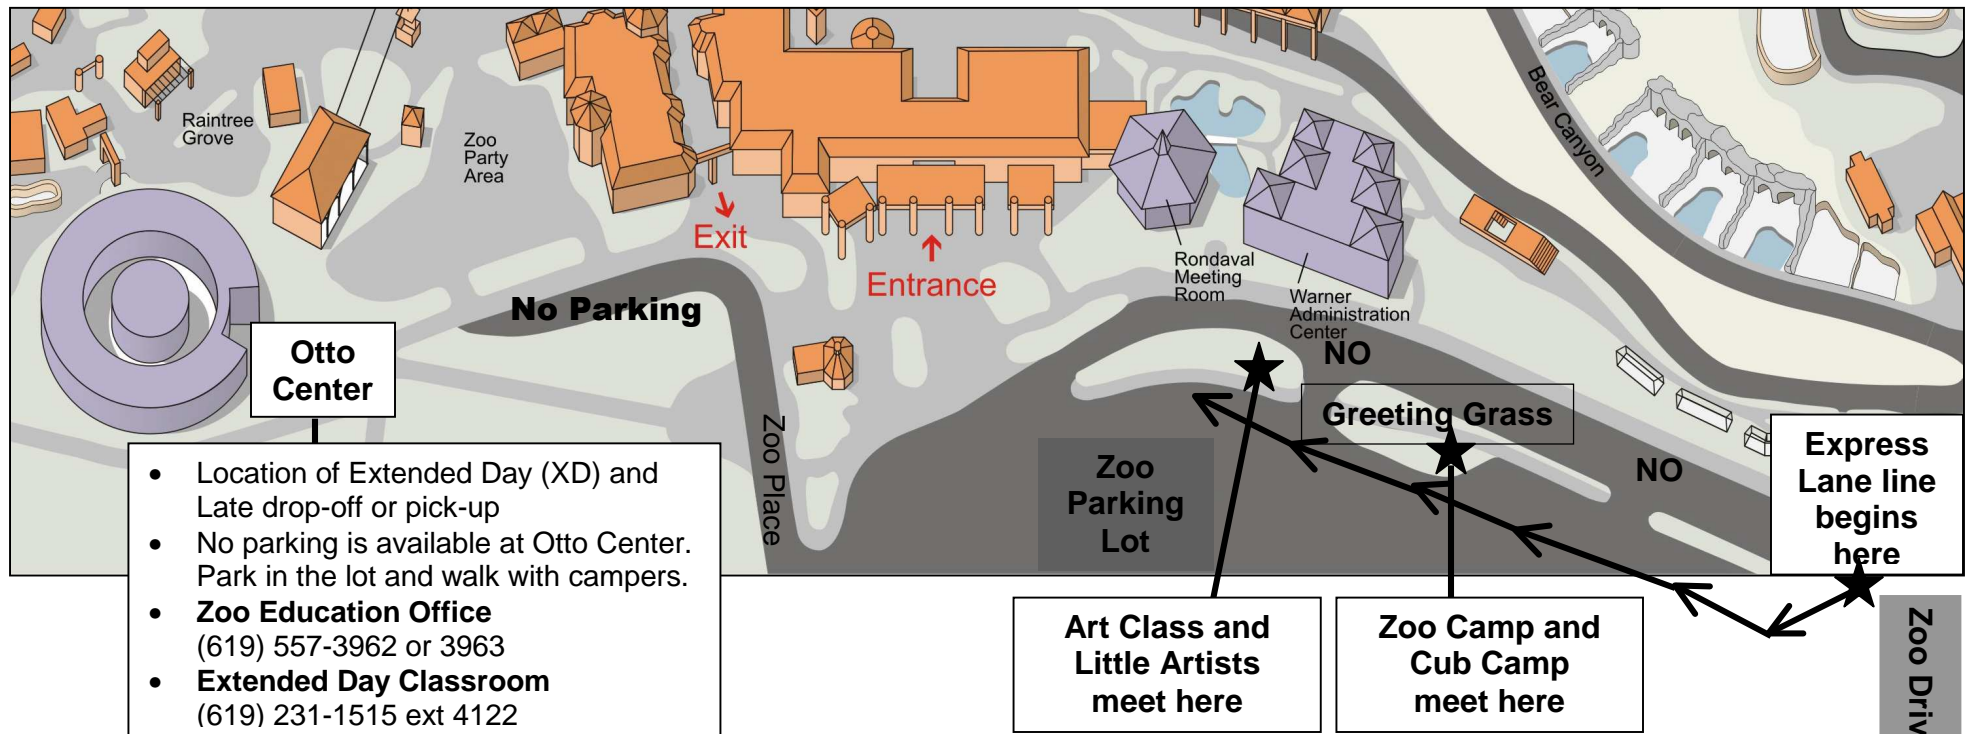 Raintree
Grove
Zoo
Party
Area
Bear Canyon
Exit
Entrance
Rondaval
Meeting
Room
Warner
Administration
Center
No Parking
NO
Otto
Center
Greeting Grass
Zoo Place
Zoo
Parking
Lot
NO
Express
Lane line
begins
here
• Location of Extended Day (XD) and
Late drop-off or pick-up
• No parking is available at Otto Center.
Park in the lot and walk with campers.
• Zoo Education Office
(619) 557-3962 or 3963
• Extended Day Classroom
(619) 231-1515 ext 4122
Art Class and
Little Artists
meet here
Zoo Camp and
Cub Camp
meet here
Zoo Driv